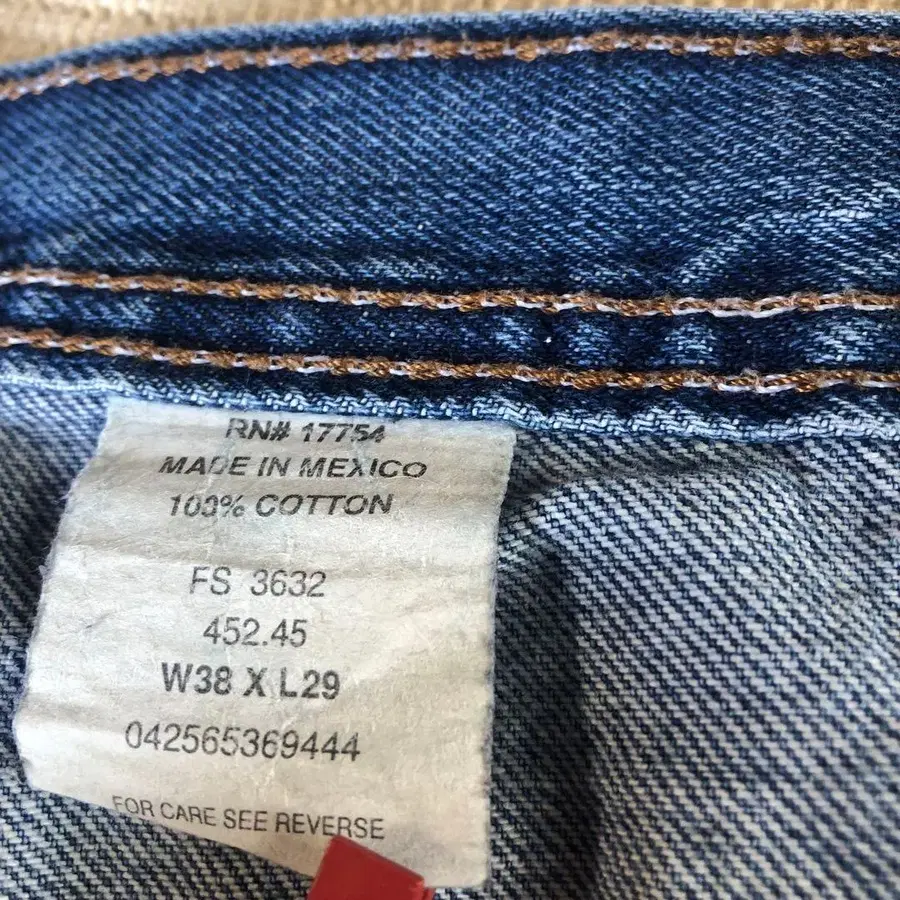 RN# 17754
MADE IN MEXICO
100% COTTON
FS 3632
452.45
W38 X L29
042565369444
FOR CARE SEE REVERSE